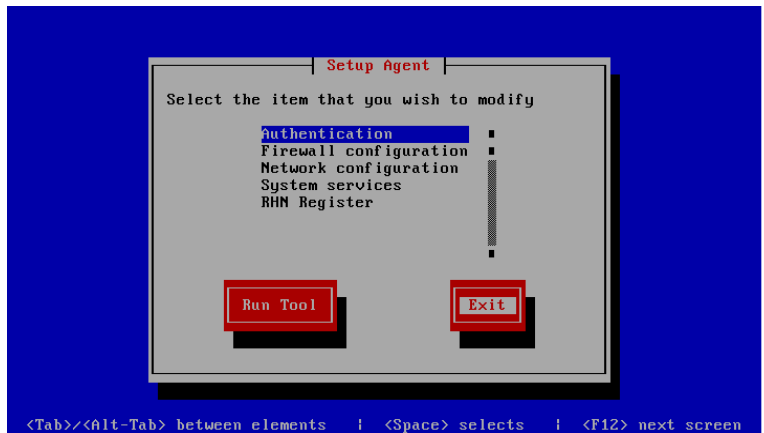 Setup Agent
Select the item that you wish to modify
Authentication
Firewall configuration
Network configuration
System services
RHN Register
Run Tool
Exit
<Tab>/<Alt-Tab> between elements | <Space> selects | <F12> next screen